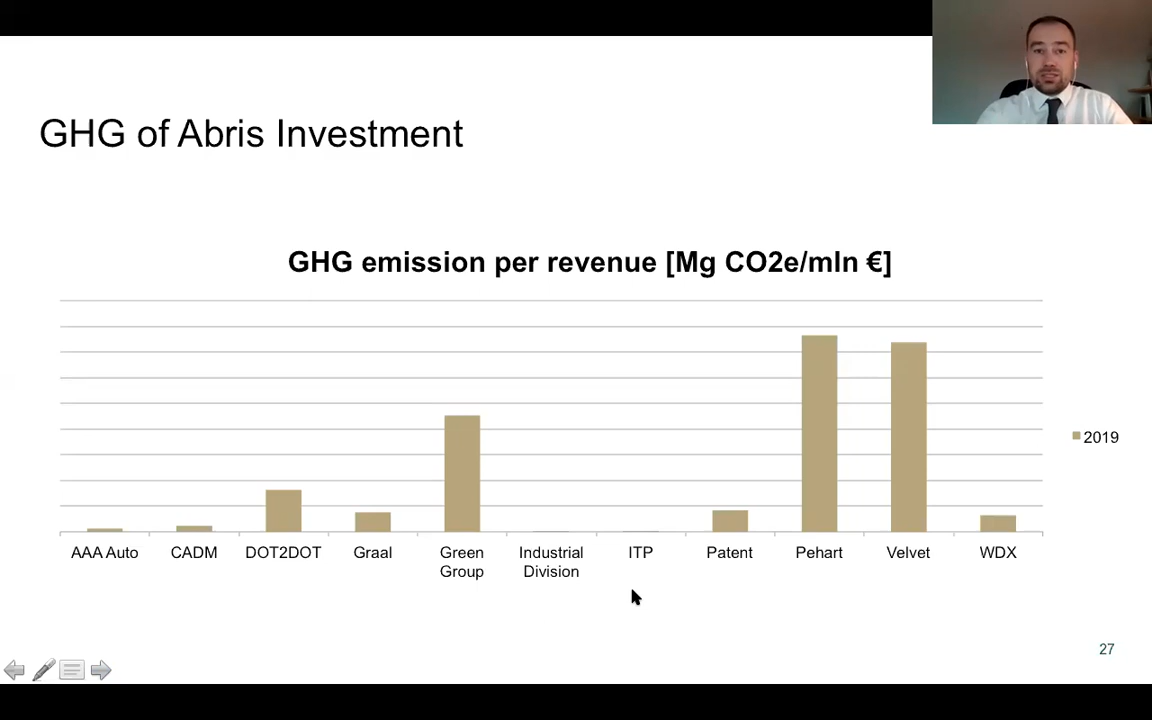 GHG of Abris Investment
GHG emission per revenue [Mg CO2e/mln €]
2019
AAA Auto
CADM
DOT2DOT
Graal
Green
Group
Industrial
Division
ITP
Patent
Pehart
Velvet
WDX
27